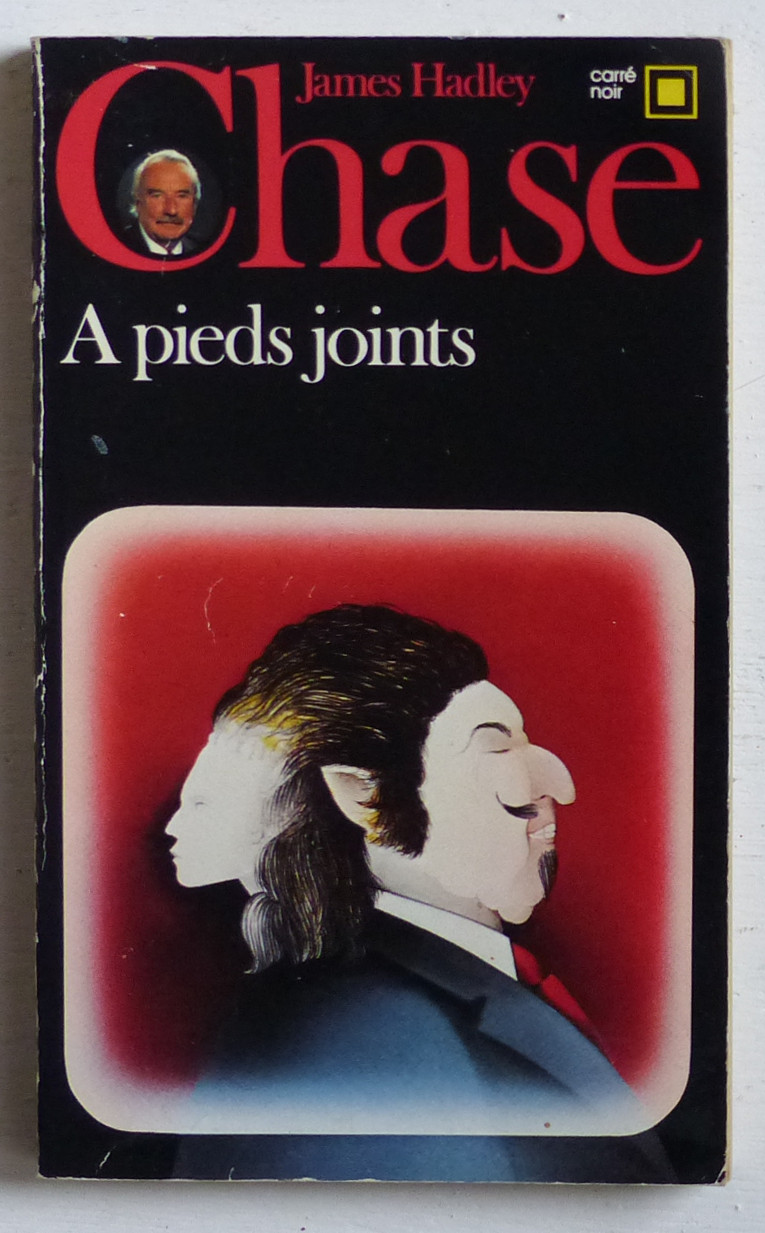 James Hadley
Chase
carré
noir
A pieds joints